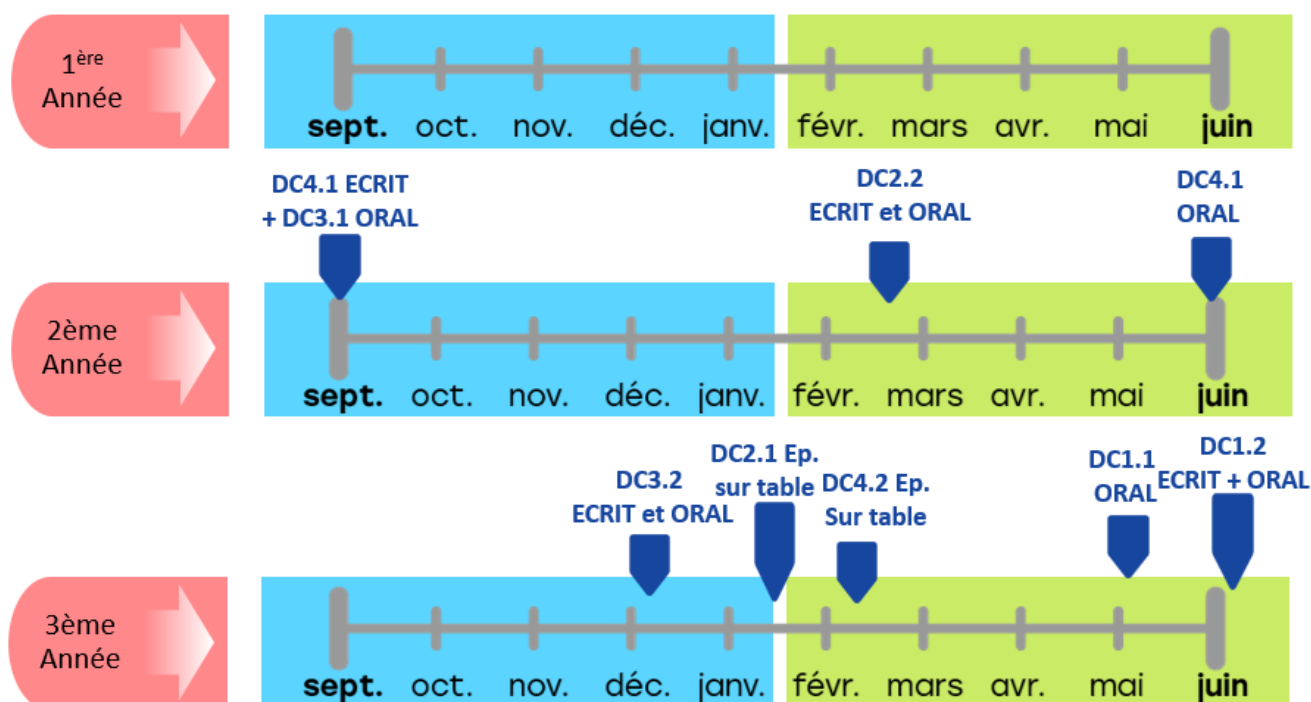 1ère
Année
sept. oct. nov. déc. janv. févr. mars avr. mai juin
DC4.1 ECRIT
+ DC3.1 ORAL
DC2.2
ECRIT et ORAL
DC4.1
ORAL
2ème
Année
sept. oct. nov. déc. janv. févr. mars avr. mai juin
DC3.2
ECRIT et ORAL
DC2.1 Ep.
sur table
DC4.2 Ep.
Sur table
DC1.1
ORAL
DC1.2
ECRIT + ORAL
3ème
Année
sept. oct. nov. déc. janv. févr. mars avr. mai juin